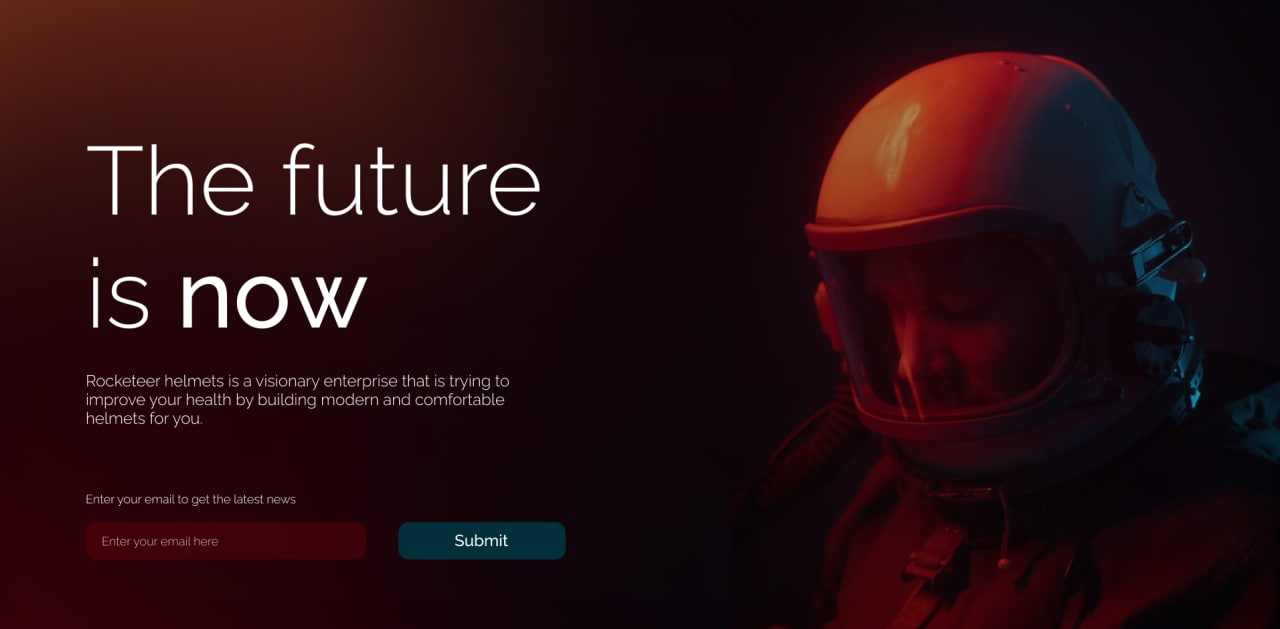 The future
is now
Rocketeer helmets is a visionary enterprise that is trying to
improve your health by building modern and comfortable
helmets for you.
Enter your email to get the latest news
Enter your email here
Submit